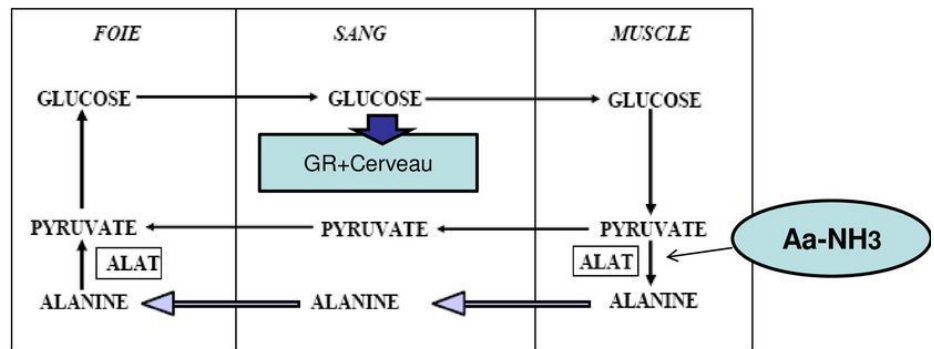 FOIE SANG MUSCLE
GLUCOSE GLUCOSE GLUCOSE
GR+Cerveau
PYRUVATE PYRUVATE PYRUVATE
Aa-NH3
ALAT ALAT
ALANINE ALANINE ALANINE